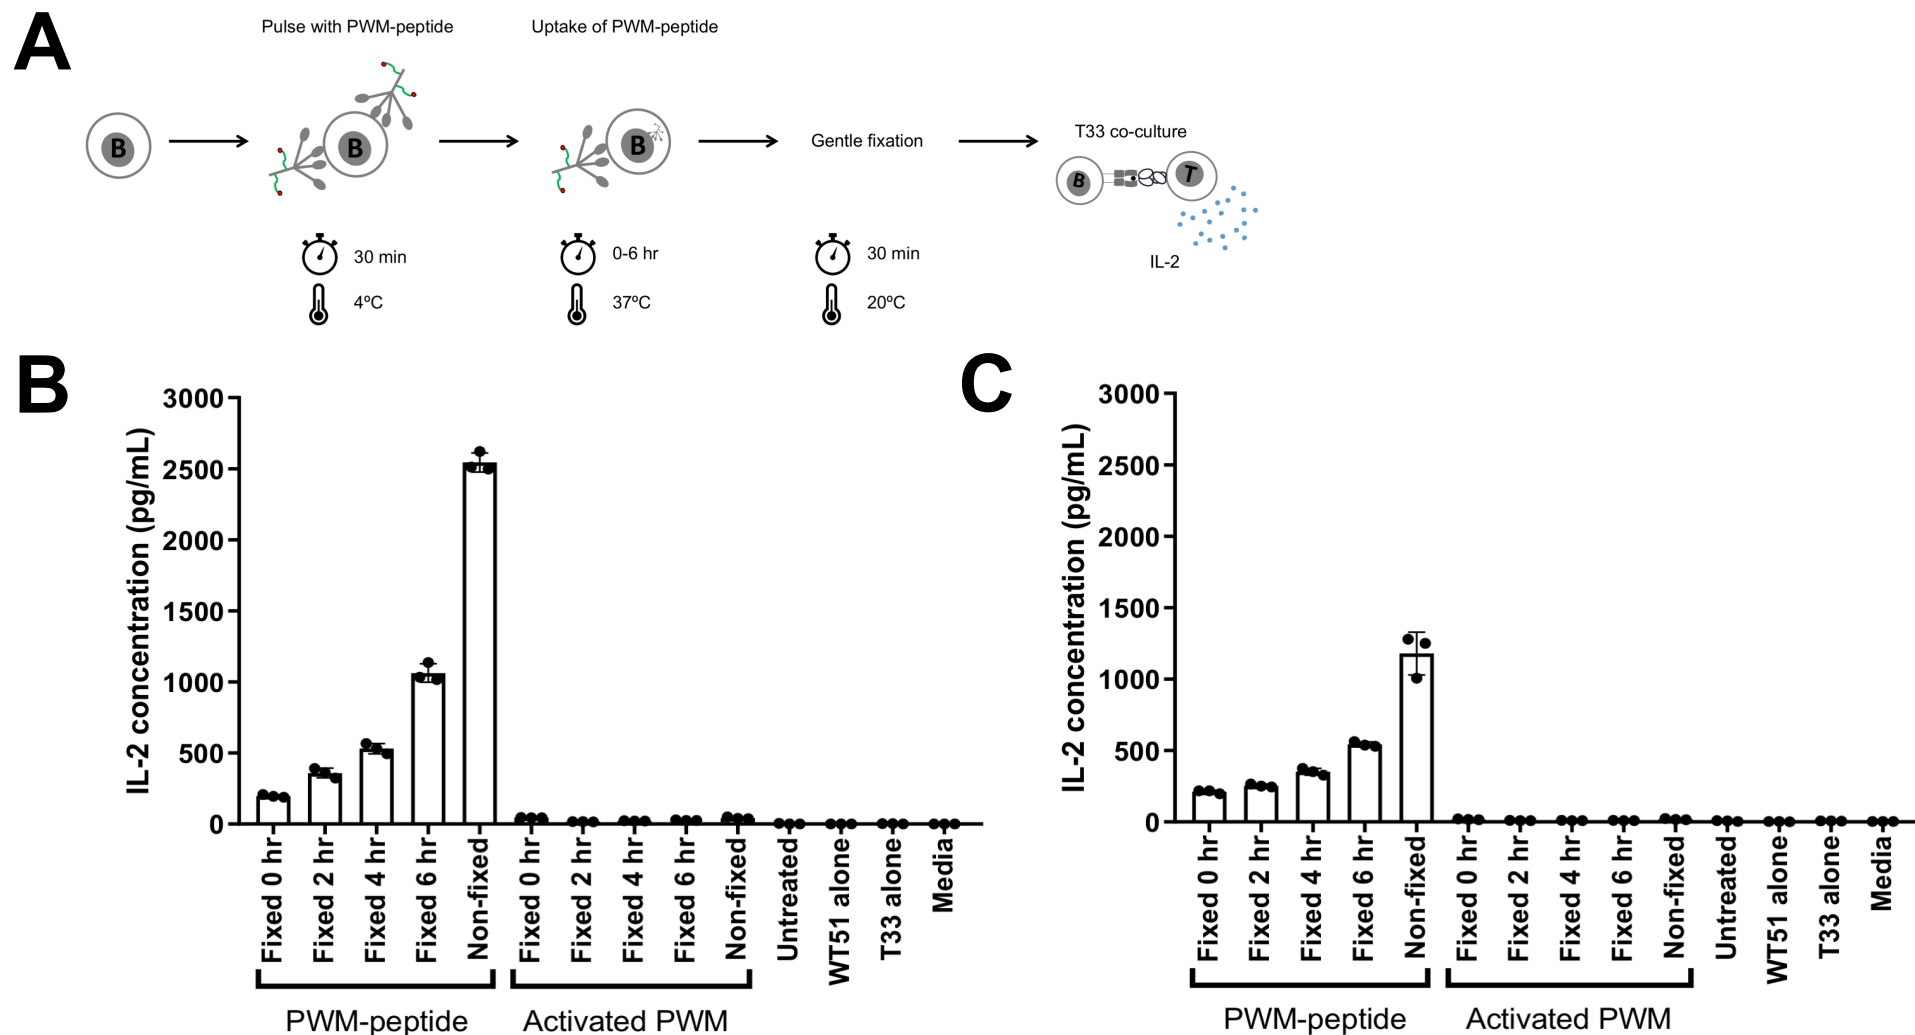 A
Pulse with PWM-peptide
Uptake of PWM-peptide
B
B
B
Gentle fixation
T33 co-culture
B
T
IL-2
30 min
0-6 hr
30 min
4ºC
37ºC
20ºC
B
IL-2 concentration (pg/mL)
3000
2500
2000
1500
1000
500
0
Fixed 0 hr
Fixed 2 hr
Fixed 4 hr
Fixed 6 hr
Non-fixed
Fixed 0 hr
Fixed 2 hr
Fixed 4 hr
Fixed 6 hr
Non-fixed
Untreated
WT51 alone
T33 alone
Media
PWM-peptide
Activated PWM
C
IL-2 concentration (pg/mL)
3000
2500
2000
1500
1000
500
0
Fixed 0 hr
Fixed 2 hr
Fixed 4 hr
Fixed 6 hr
Non-fixed
Fixed 0 hr
Fixed 2 hr
Fixed 4 hr
Fixed 6 hr
Non-fixed
Untreated
WT51 alone
T33 alone
Media
PWM-peptide
Activated PWM